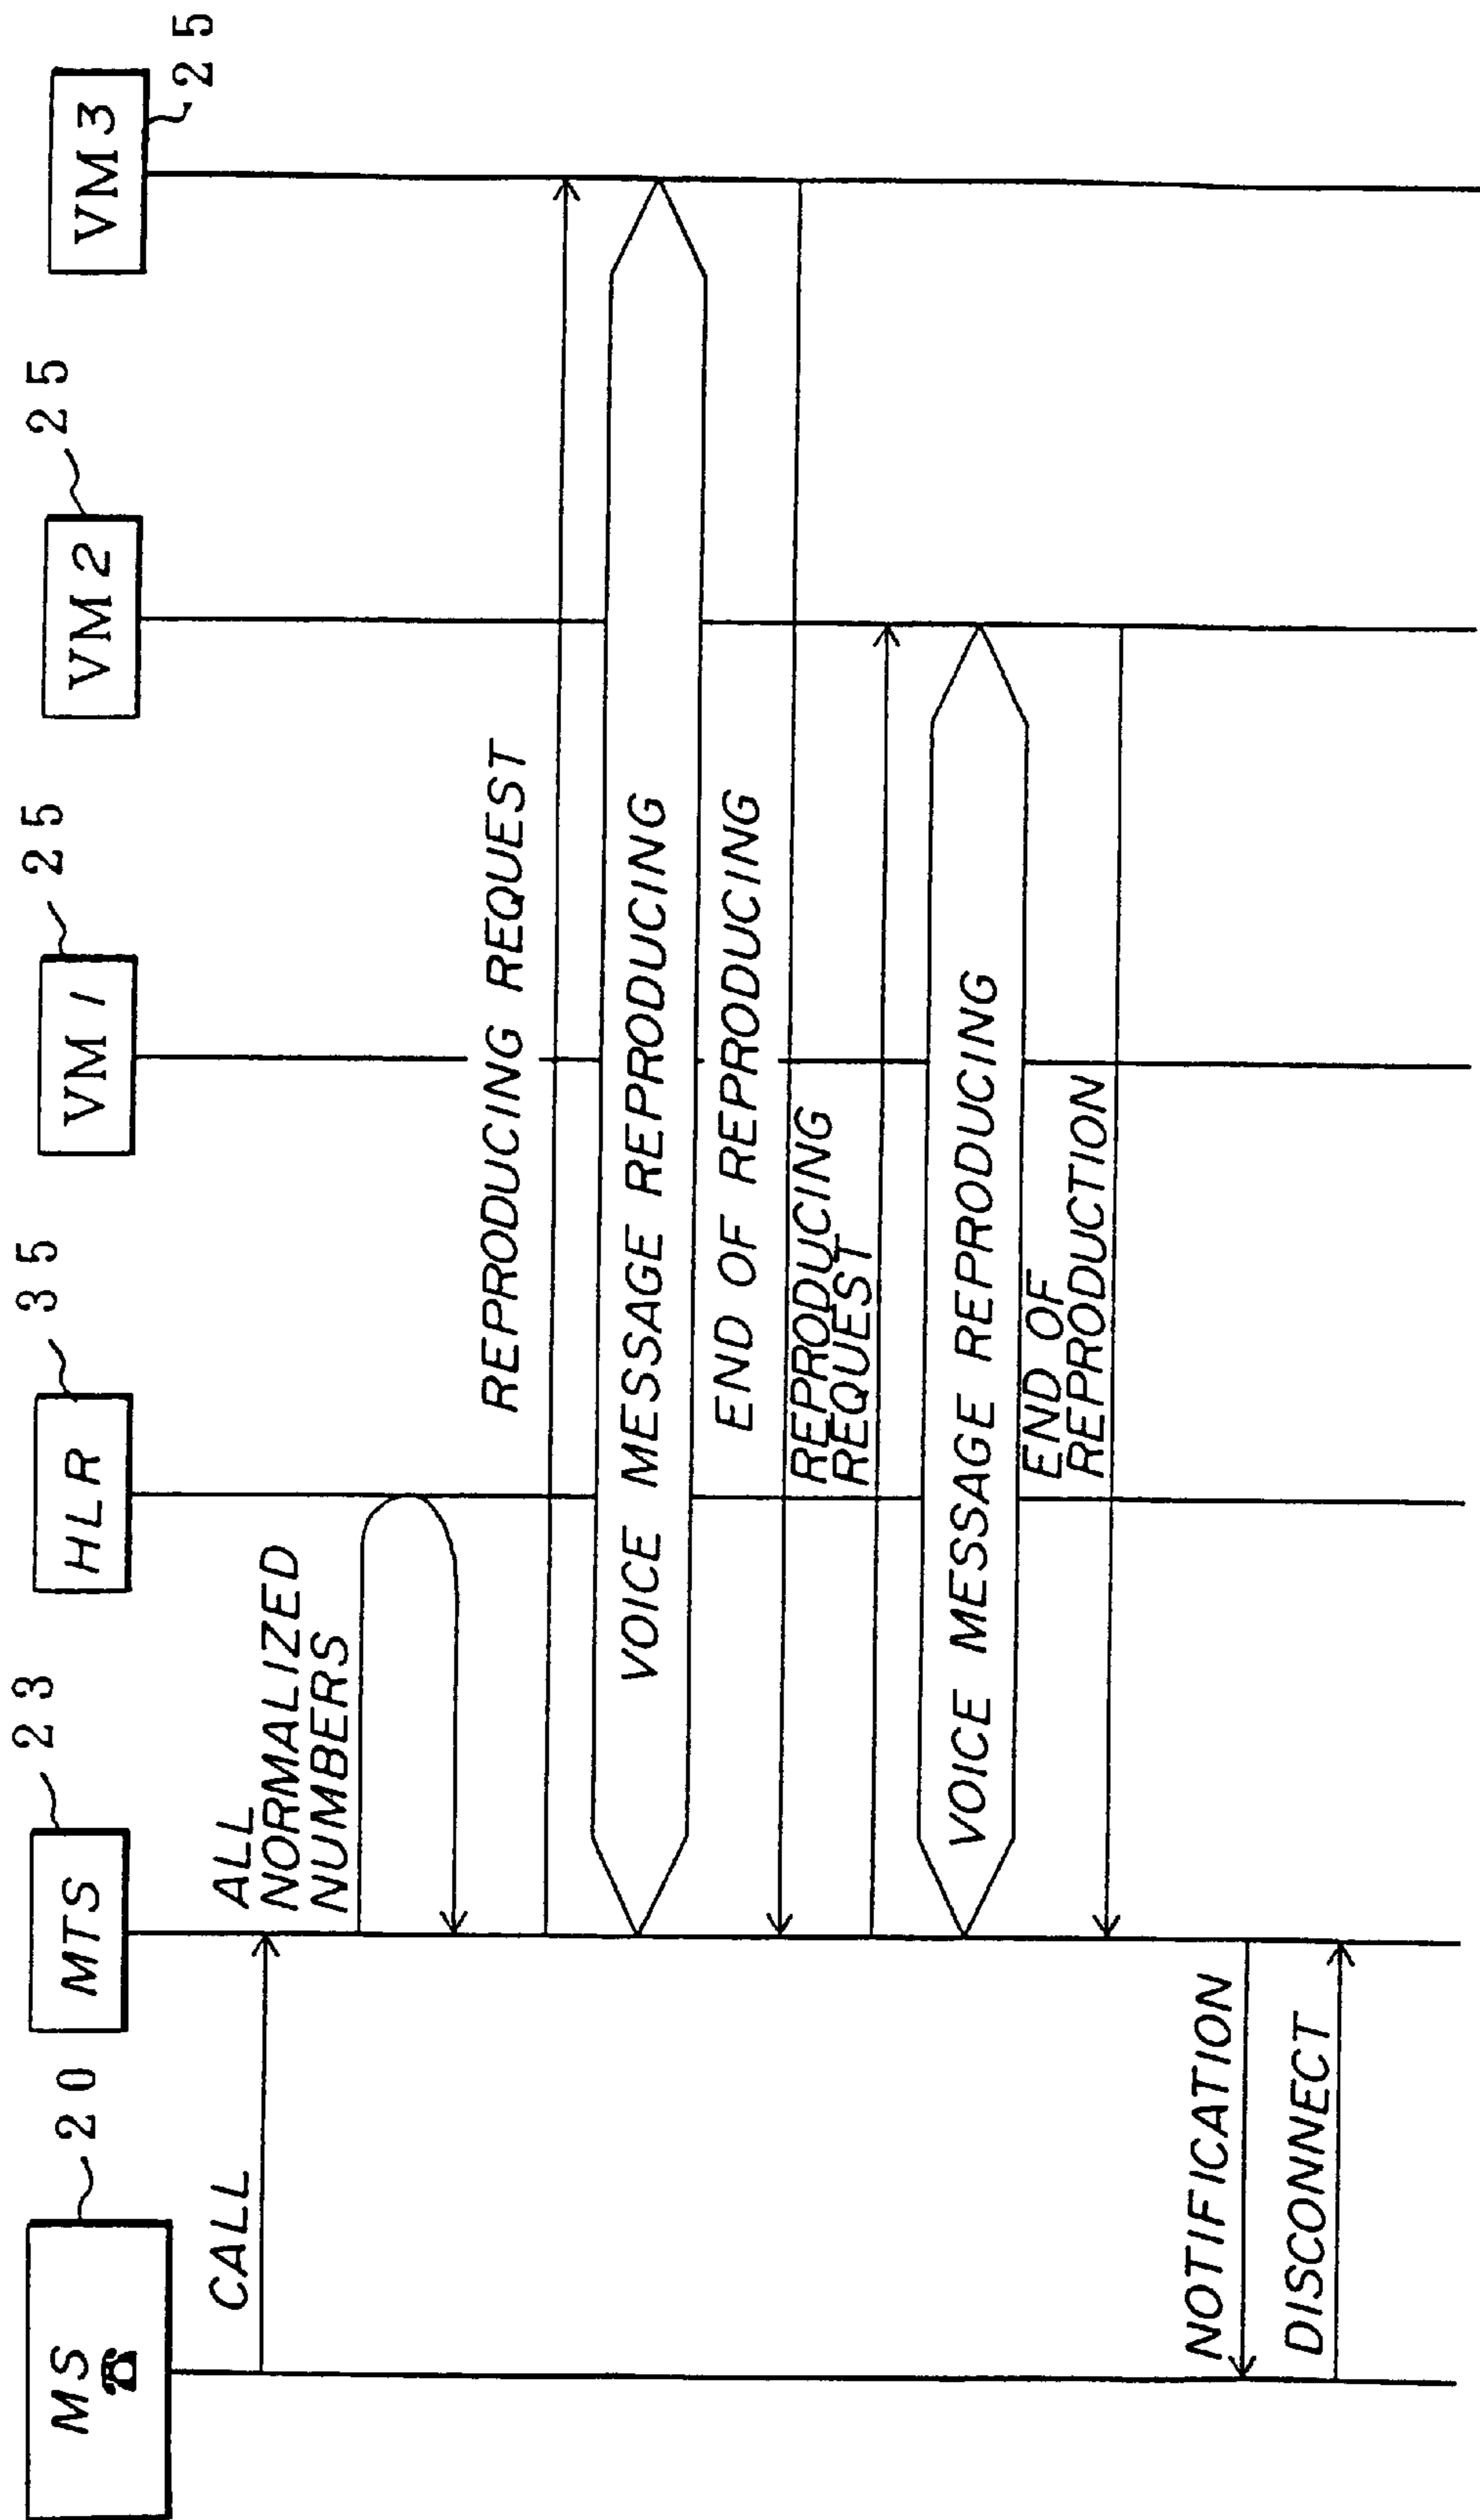 MS
20
MTS
23
HLR
35
VM1
25
VM2
25
VM3
25
CALL
ALL
NORMALIZED
NUMBERS
REPRODUCING REQUEST
VOICE MESSAGE REPRODUCING
END OF REPRODUCING
REPRODUCING
REQUEST
VOICE MESSAGE REPRODUCING
END OF
REPRODUCTION
NOTIFICATION
DISCONNECT